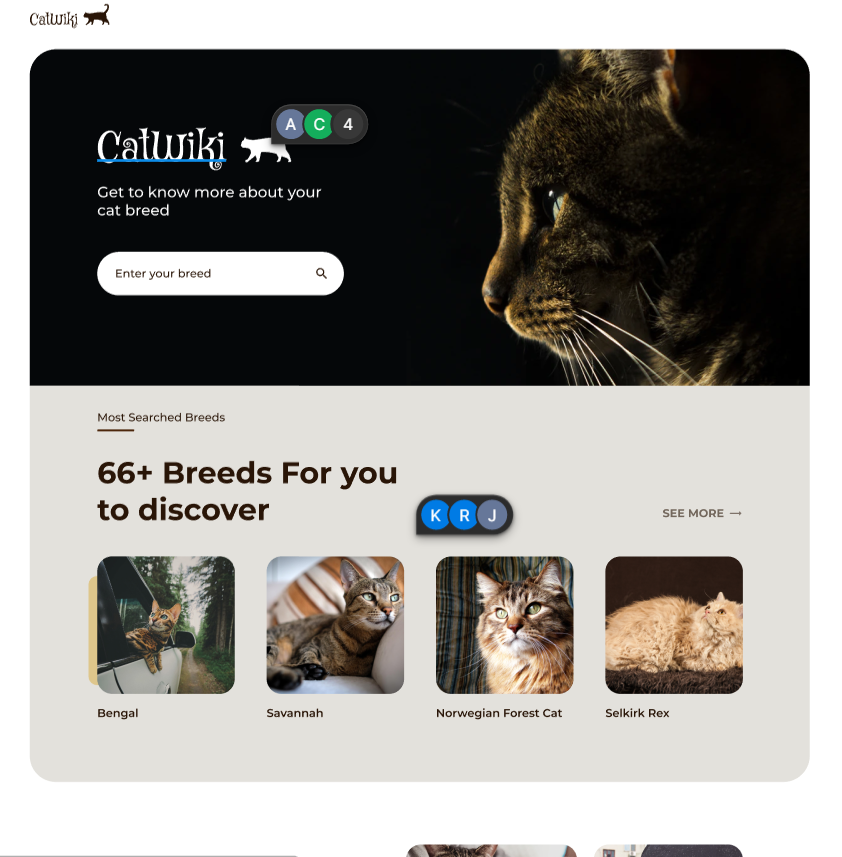 CatWiki
CatWiki
A C 4
Get to know more about your
cat breed
Enter your breed
Most Searched Breeds
66+ Breeds For you
to discover
K R J
SEE MORE →
Bengal
Savannah
Norwegian Forest Cat
Selkirk Rex